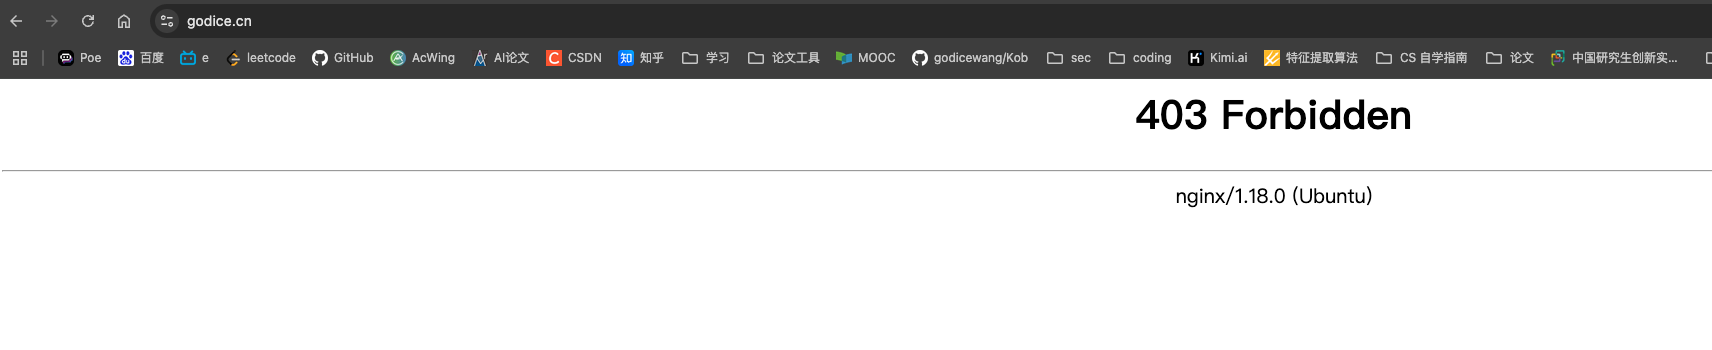 godice.cn
Poe 百度 e leetcode GitHub AcWing AI论文 CSDN 知乎 学习 论文工具 MOOC godicewang/Kob sec coding Kimi.ai 特征提取算法 CS 自学指南 论文 中国研究生创新实...
403 Forbidden
nginx/1.18.0 (Ubuntu)